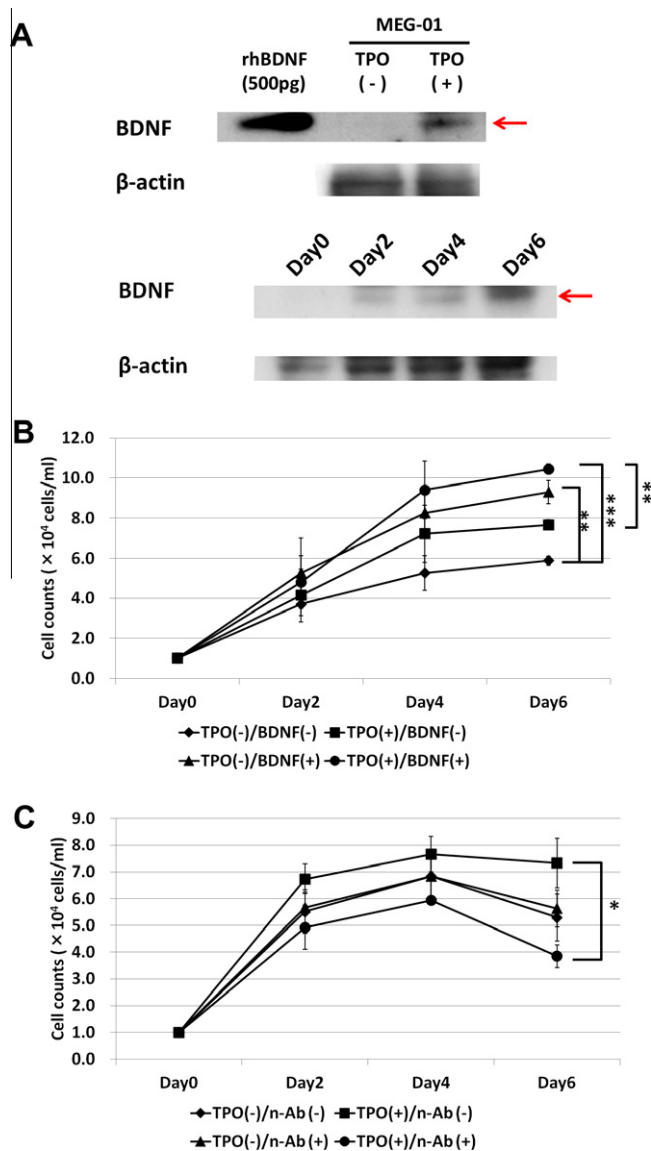 A
MEG-01
rhBDNF TPO TPO
(500pg) ( - ) ( + )
BDNF
β-actin
Day0 Day2 Day4 Day6
BDNF
β-actin
B
Cell counts ( × 10⁴ cells/ml)
12.0
10.0
8.0
6.0
4.0
2.0
0.0
**
***
**
Day0 Day2 Day4 Day6
TPO(-)/BDNF(-) TPO(+)/BDNF(-)
TPO(-)/BDNF(+) TPO(+)/BDNF(+)
C
Cell counts ( × 10⁴ cells/ml)
9.0
8.0
7.0
6.0
5.0
4.0
3.0
2.0
1.0
0.0
*
Day0 Day2 Day4 Day6
TPO(-)/n-Ab (-) TPO(+)/n-Ab (-)
TPO(-)/n-Ab (+) TPO(+)/n-Ab (+)